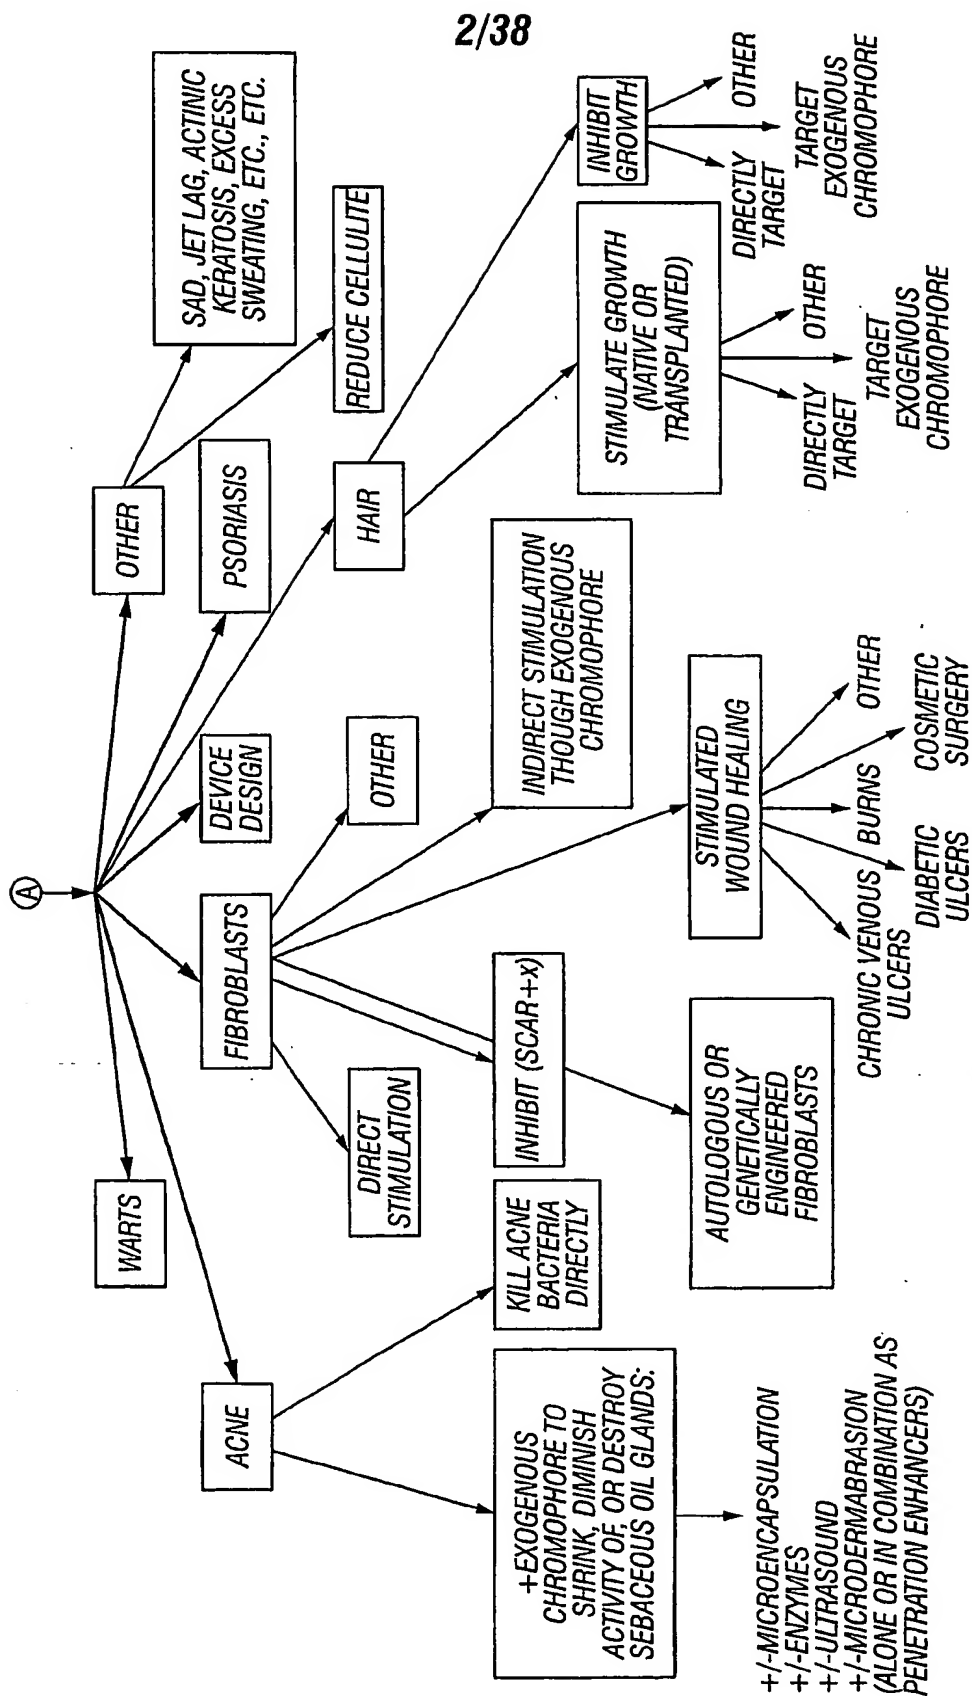 2/38
A
WARTS
ACNE
FIBROBLASTS
DEVICE
DESIGN
PSORIASIS
OTHER
SAD, JET LAG, ACTINIC
KERATOSIS, EXCESS
SWEATING, ETC., ETC.
REDUCE CELLULITE
HAIR
DIRECT
STIMULATION
OTHER
+EXOGENOUS
CHROMOPHORE TO
SHRINK, DIMINISH
ACTIVITY OF, OR DESTROY
SEBACEOUS OIL GLANDS:
KILL ACNE
BACTERIA
DIRECTLY
INHIBIT (SCAR+x)
INDIRECT STIMULATION
THOUGH EXOGENOUS
CHROMOPHORE
STIMULATE GROWTH
(NATIVE OR
TRANSPLANTED)
INHIBIT
GROWTH
AUTOLOGOUS OR
GENETICALLY
ENGINEERED
FIBROBLASTS
STIMULATED
WOUND HEALING
DIRECTLY
TARGET
OTHER
TARGET
EXOGENOUS
CHROMOPHORE
DIRECTLY
TARGET
OTHER
TARGET
EXOGENOUS
CHROMOPHORE
+/-MICROENCAPSULATION
+/-ENZYMES
+/-ULTRASOUND
+/-MICRODERMABRASION
(ALONE OR IN COMBINATION AS
PENETRATION ENHANCERS)
CHRONIC VENOUS
ULCERS
BURNS
OTHER
DIABETIC
ULCERS
COSMETIC
SURGERY